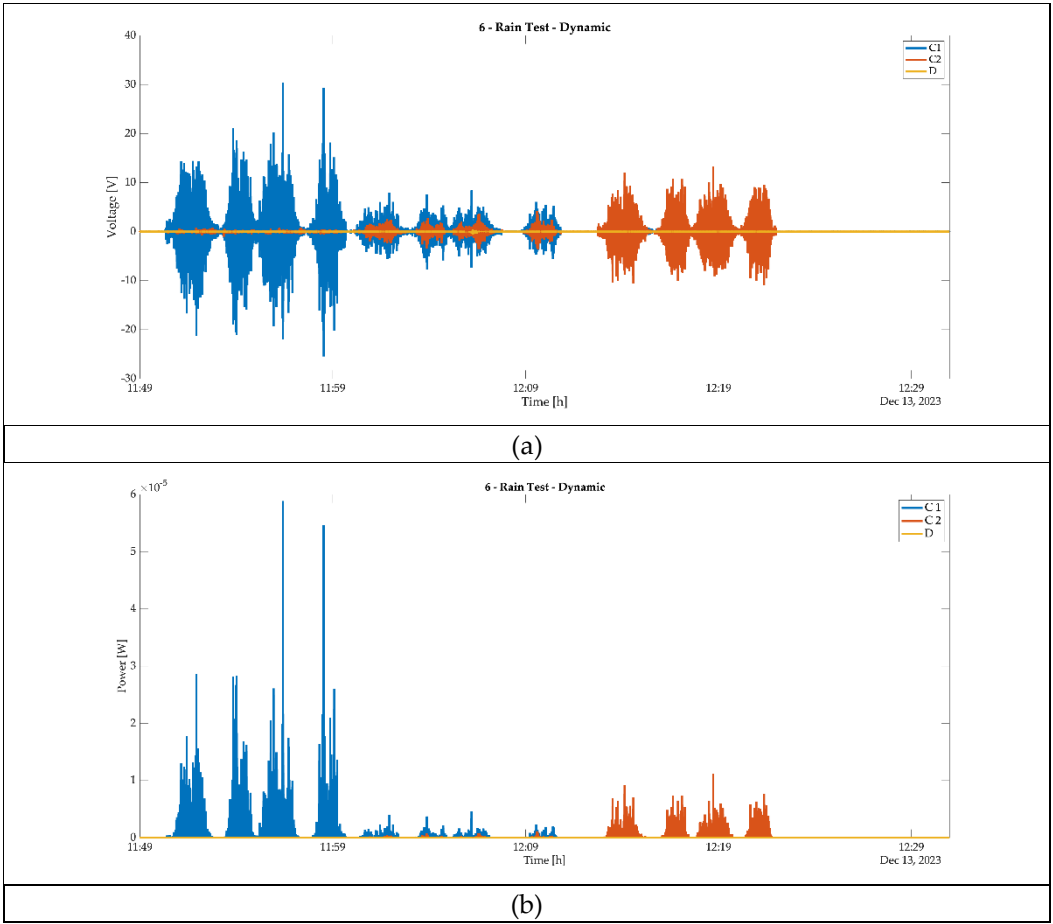 6 - Rain Test - Dynamic
40
30
20
10
0
-10
-20
-30
Voltage [V]
C1
C2
D
11:49
11:59
12:09
12:19
12:29
Time [h]
Dec 13, 2023
(a)
6 - Rain Test - Dynamic
×10⁻⁵
6
5
4
3
2
1
0
Power [W]
C 1
C 2
D
11:49
11:59
12:09
12:19
12:29
Time [h]
Dec 13, 2023
(b)